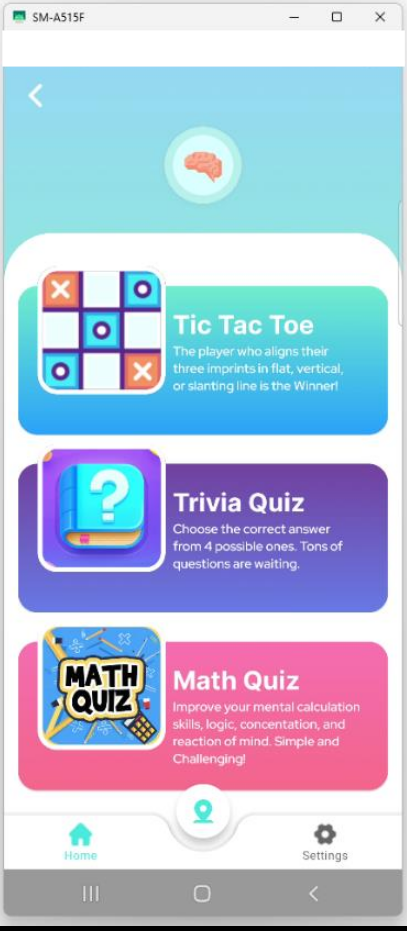 SM-A515F
Tic Tac Toe
The player who aligns their
three imprints in flat, vertical,
or slanting line is the Winner!
Trivia Quiz
Choose the correct answer
from 4 possible ones. Tons of
questions are waiting.
MATH
QUIZ
Math Quiz
Improve your mental calculation
skills, logic, concentation, and
reaction of mind. Simple and
Challenging!
Home
Settings